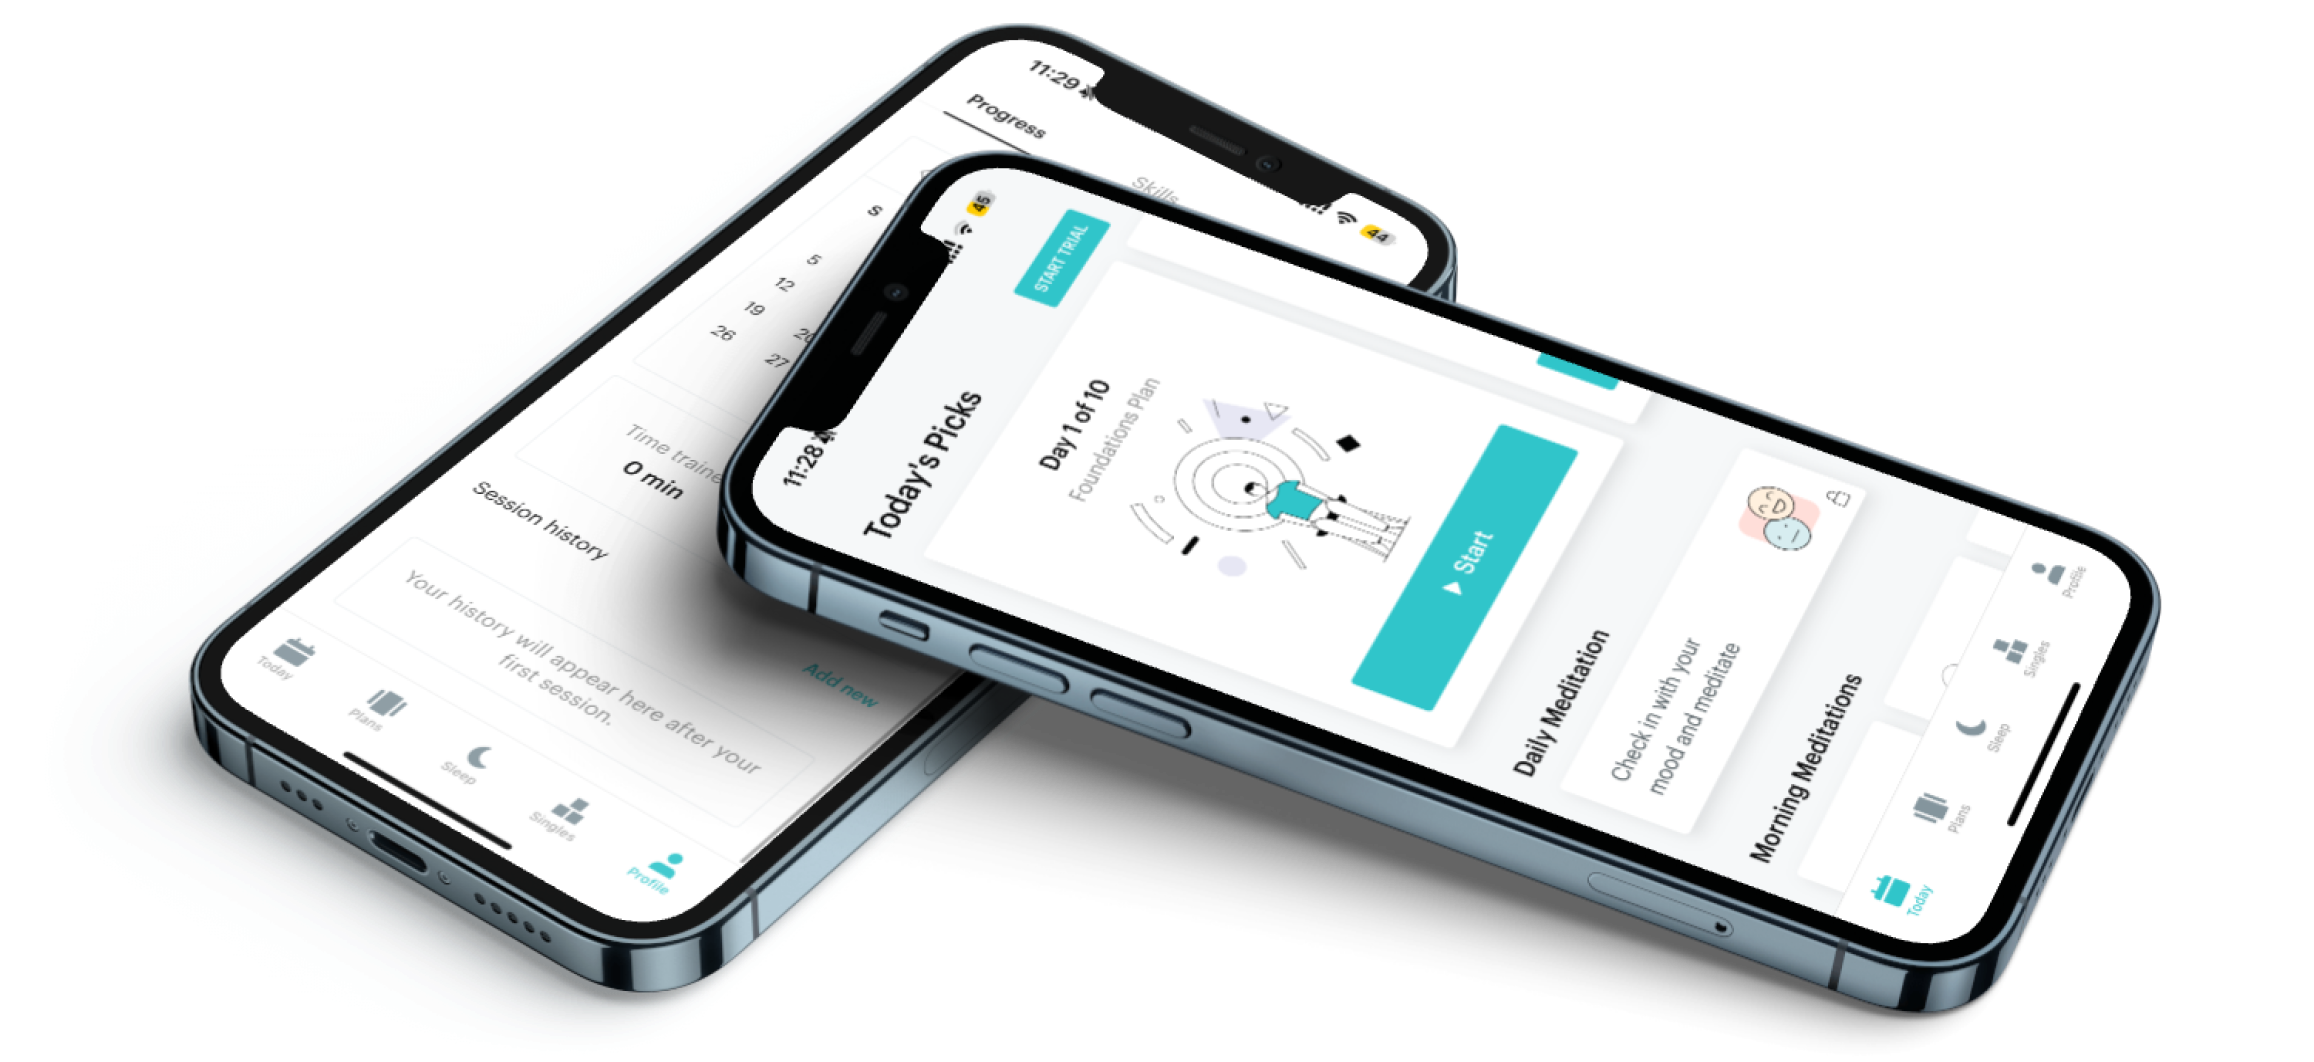 11:29
44
Progress
Skills
S
5
12
19
26
27
0 min
Session history
Add new
Your history will appear here after your
first session.
Today
Plans
Sleep
Singles
Profile
11:28
45
START TRIAL
Today's Picks
Day 1 of 10
Foundations Plan
Start
Daily Meditation
Check in with your
mood and meditate
Morning Meditations
Today
Plans
Sleep
Singles
Profile